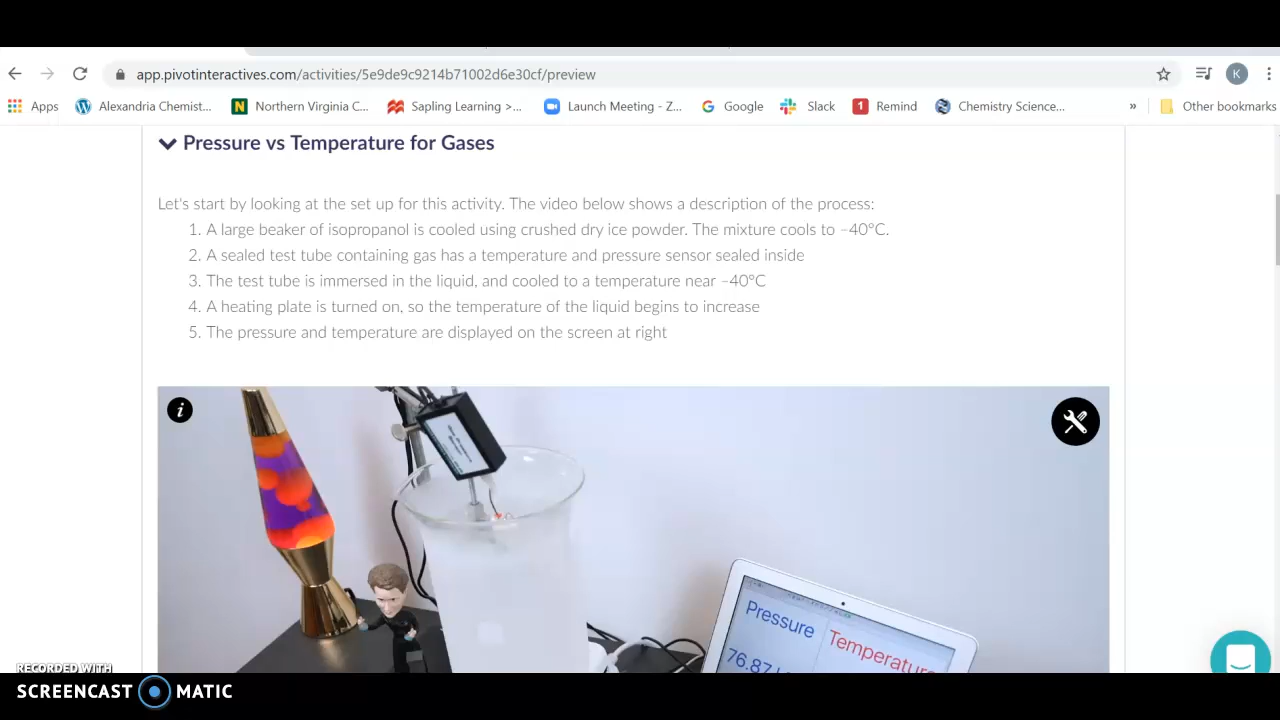 app.pivotinteractives.com/activities/5e9de9c9214b71002d6e30cf/preview
K
Apps Alexandria Chemist... N Northern Virginia C... Sapling Learning >... Launch Meeting - Z... Google Slack 1 Remind Chemistry Science... » Other bookmarks
Pressure vs Temperature for Gases
Let's start by looking at the set up for this activity. The video below shows a description of the process:
1. A large beaker of isopropanol is cooled using crushed dry ice powder. The mixture cools to –40°C.
2. A sealed test tube containing gas has a temperature and pressure sensor sealed inside
3. The test tube is immersed in the liquid, and cooled to a temperature near –40°C
4. A heating plate is turned on, so the temperature of the liquid begins to increase
5. The pressure and temperature are displayed on the screen at right
i
Pressure Temperature
76.87
RECORDED WITH
SCREENCAST MATIC